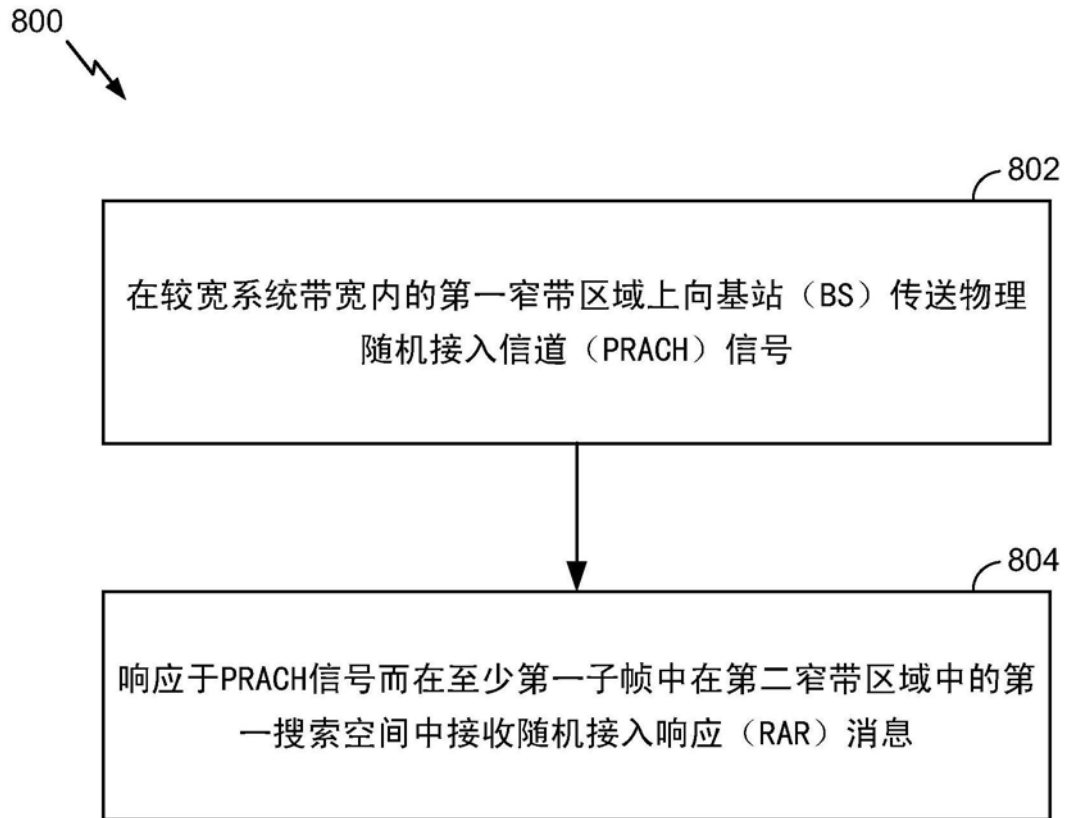 800
802
在较宽系统带宽内的第一窄带区域上向基站（BS）传送物理
随机接入信道（PRACH）信号
804
响应于PRACH信号而在至少第一子帧中在第二窄带区域中的第
一搜索空间中接收随机接入响应（RAR）消息